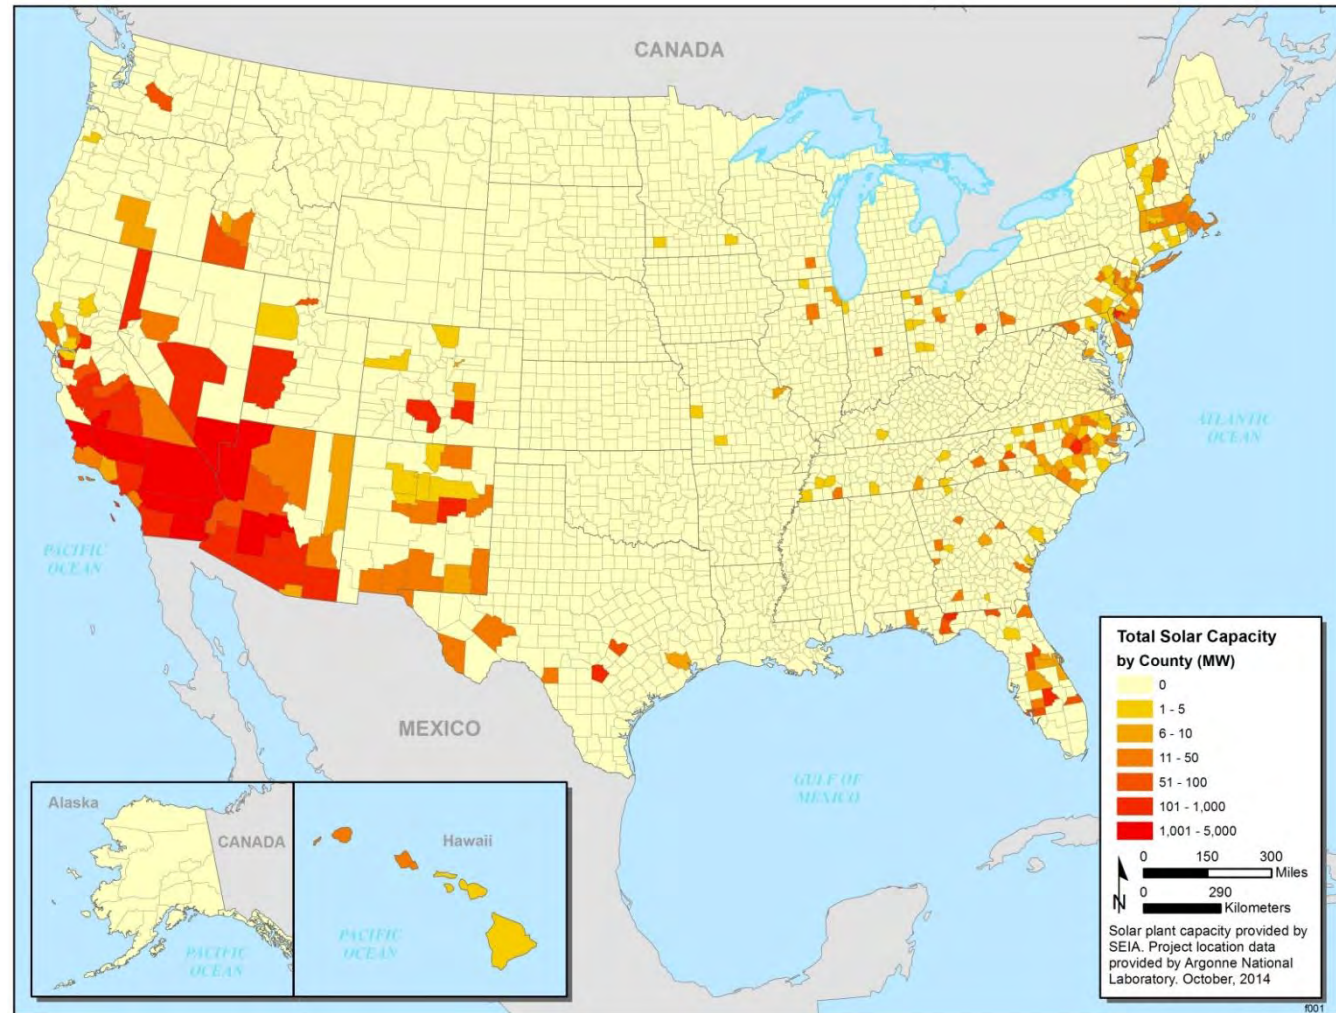 CANADA
ATLANTIC
OCEAN
PACIFIC
OCEAN
MEXICO
GULF OF
MEXICO
Total Solar Capacity
by County (MW)
0
1 - 5
6 - 10
11 - 50
51 - 100
101 - 1,000
1,001 - 5,000
0 150 300
Miles
0 290
Kilometers
N
Solar plant capacity provided by
SEIA. Project location data
provided by Argonne National
Laboratory. October, 2014
Alaska
CANADA
PACIFIC
OCEAN
Hawaii
PACIFIC
OCEAN
f001